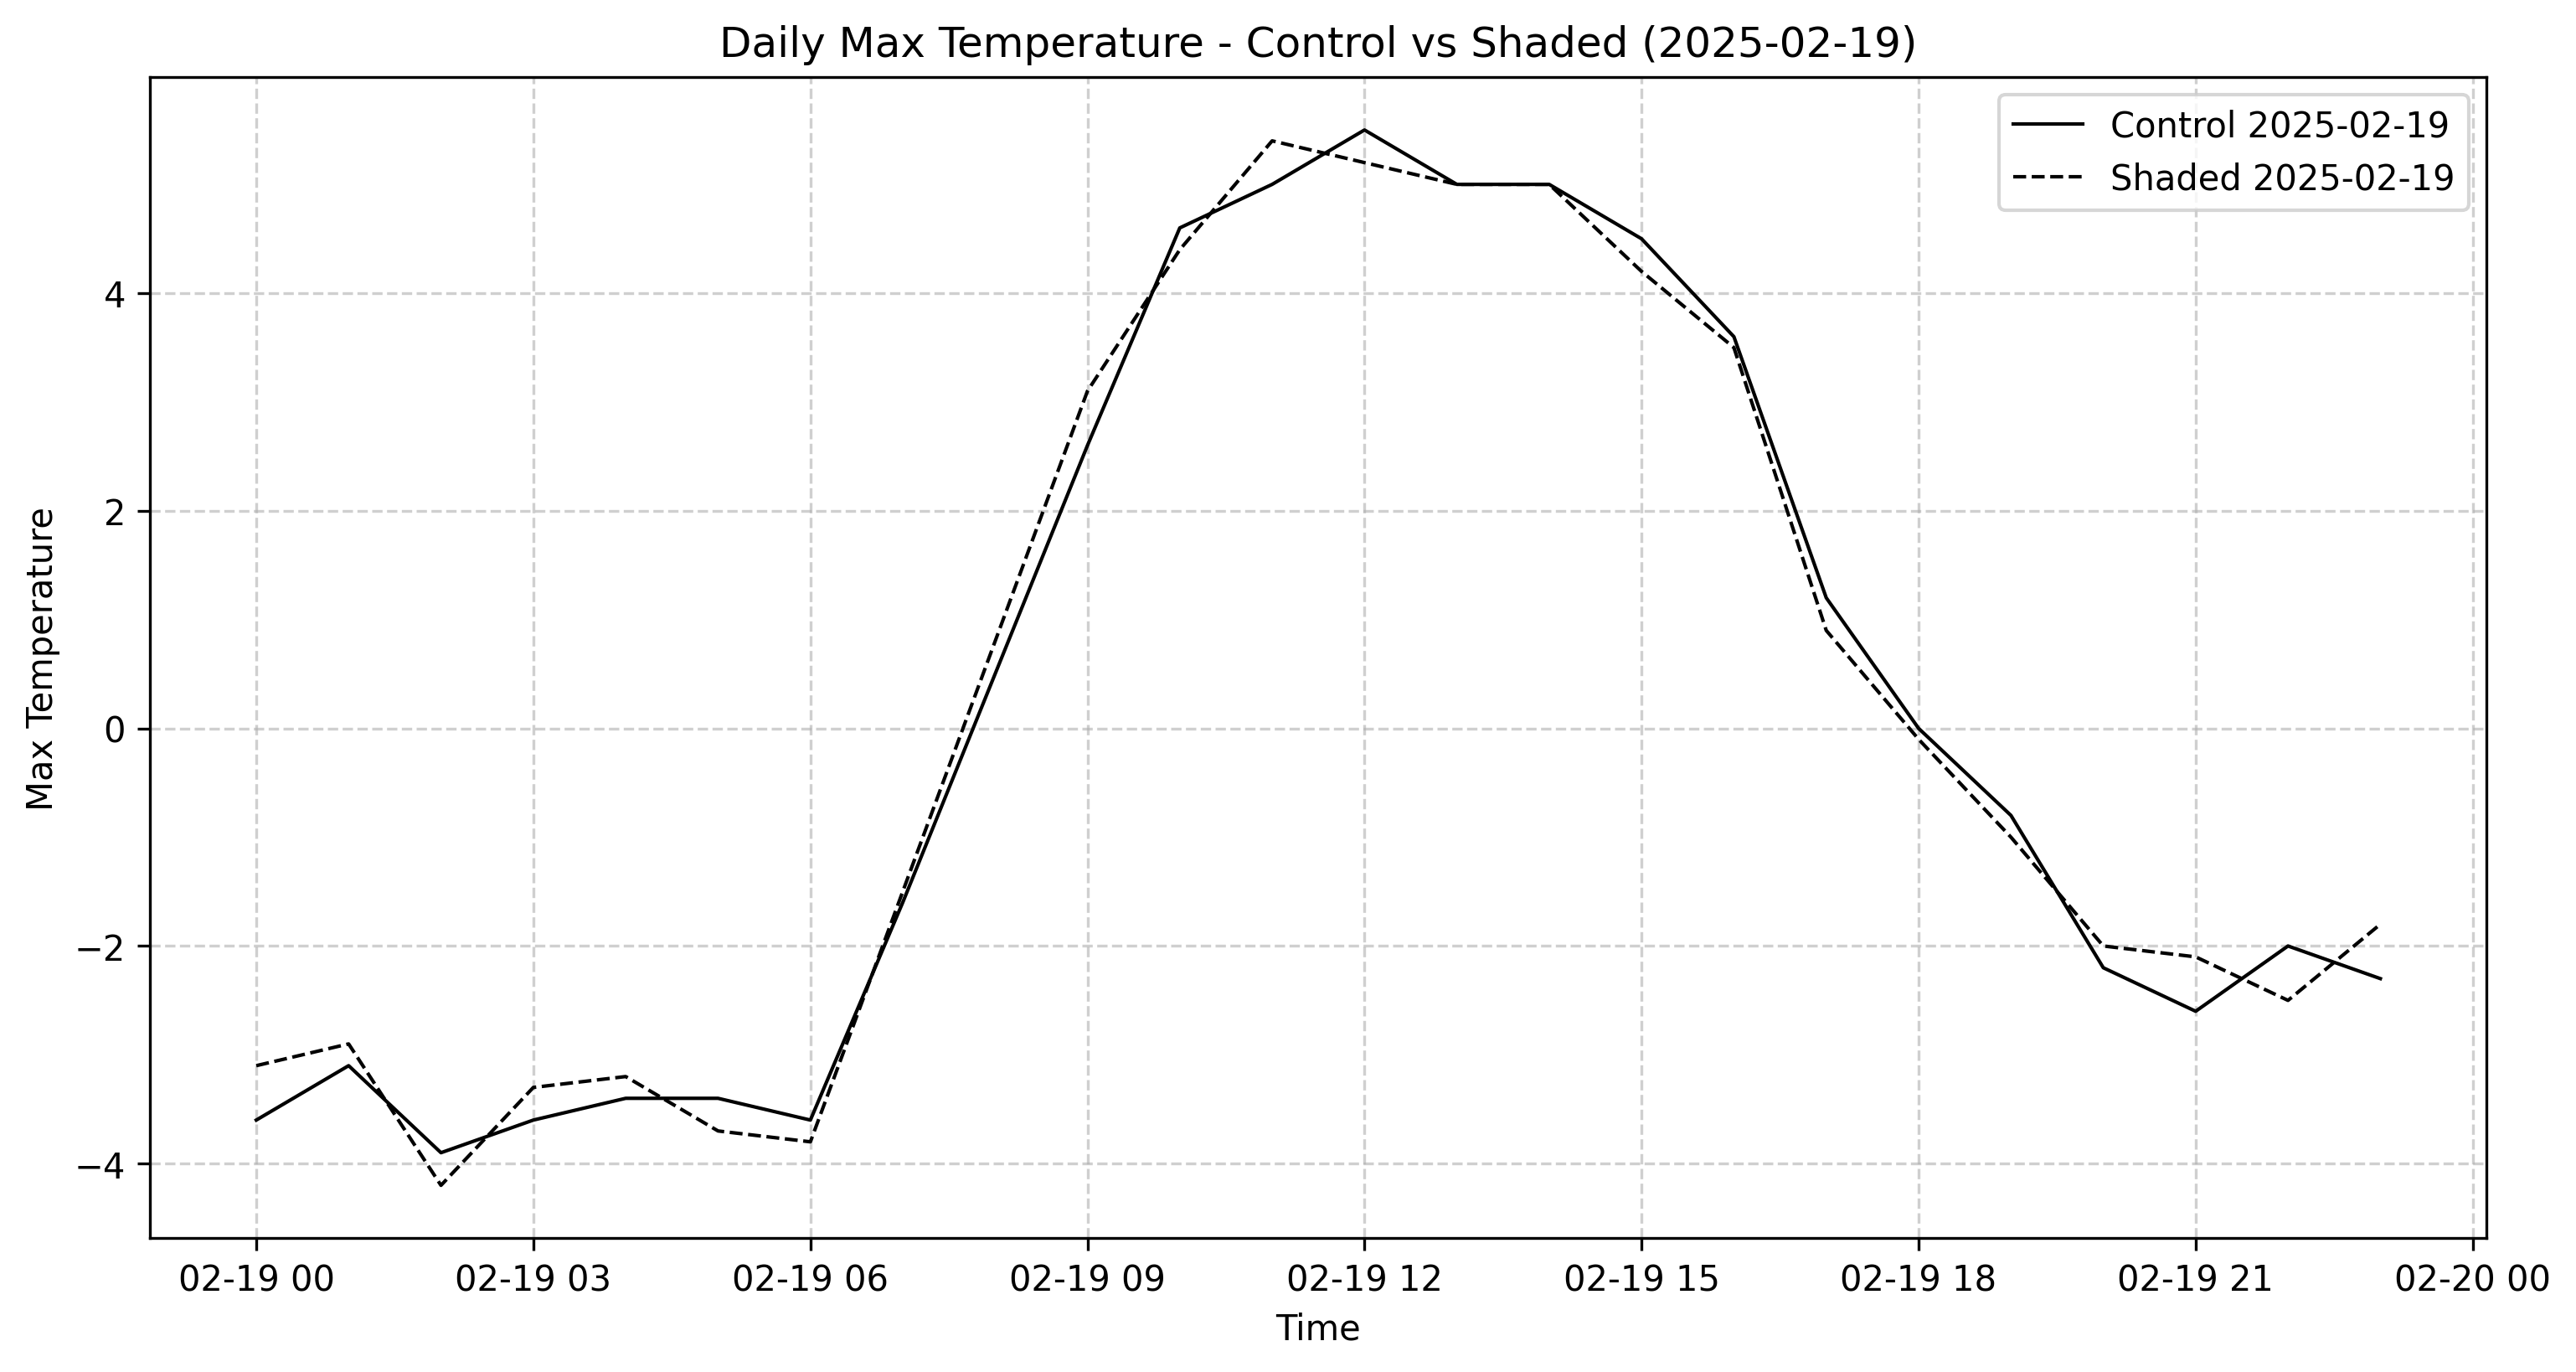 Daily Max Temperature - Control vs Shaded (2025-02-19)
Control 2025-02-19
Shaded 2025-02-19
Max Temperature
4
2
0
−2
−4
02-19 00
02-19 03
02-19 06
02-19 09
02-19 12
02-19 15
02-19 18
02-19 21
02-20 00
Time